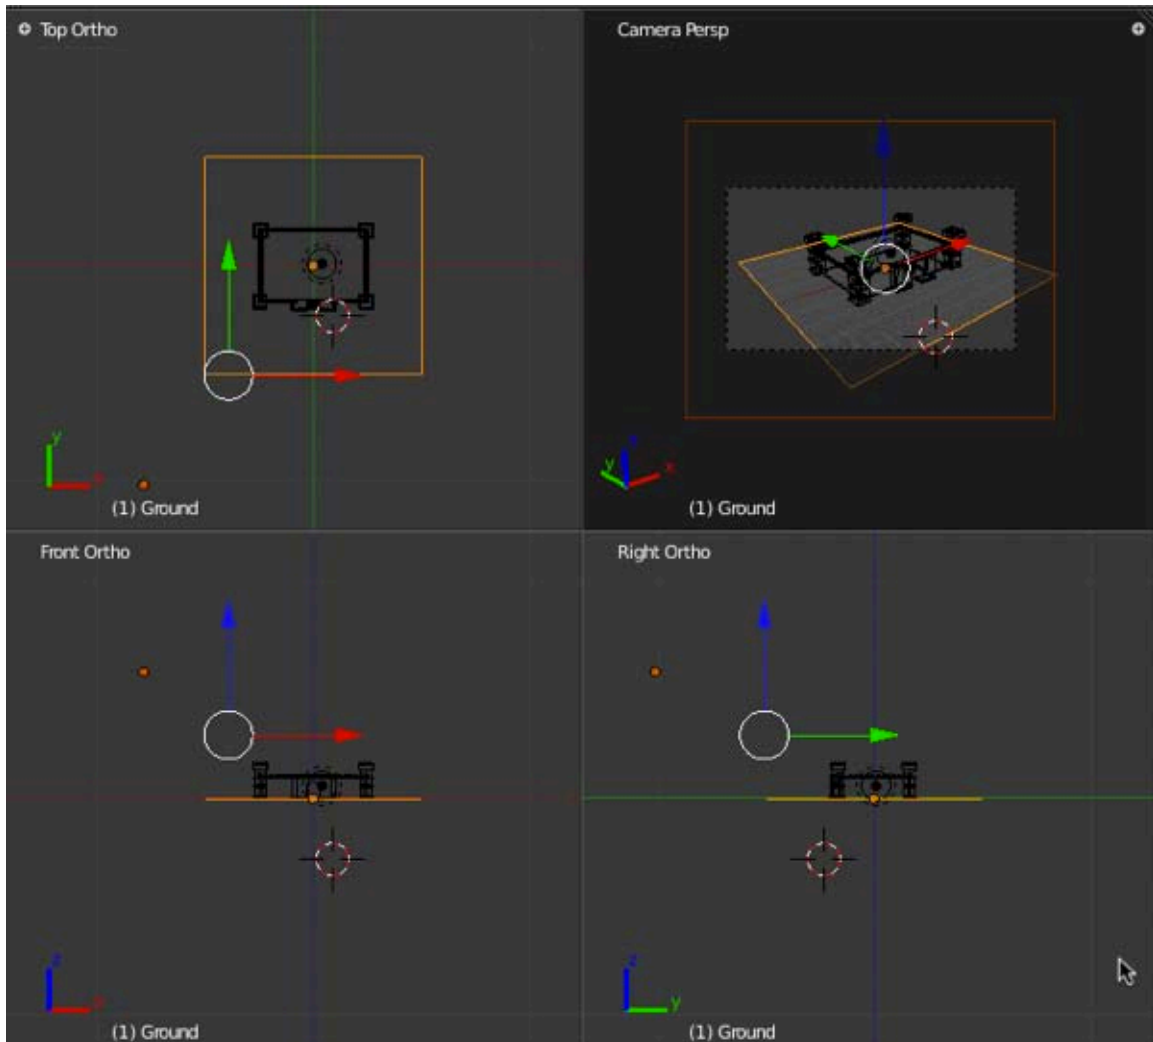 Top Ortho
Camera Persp
y
x
(1) Ground
z
y
x
(1) Ground
Front Ortho
Right Ortho
z
x
(1) Ground
z
y
(1) Ground